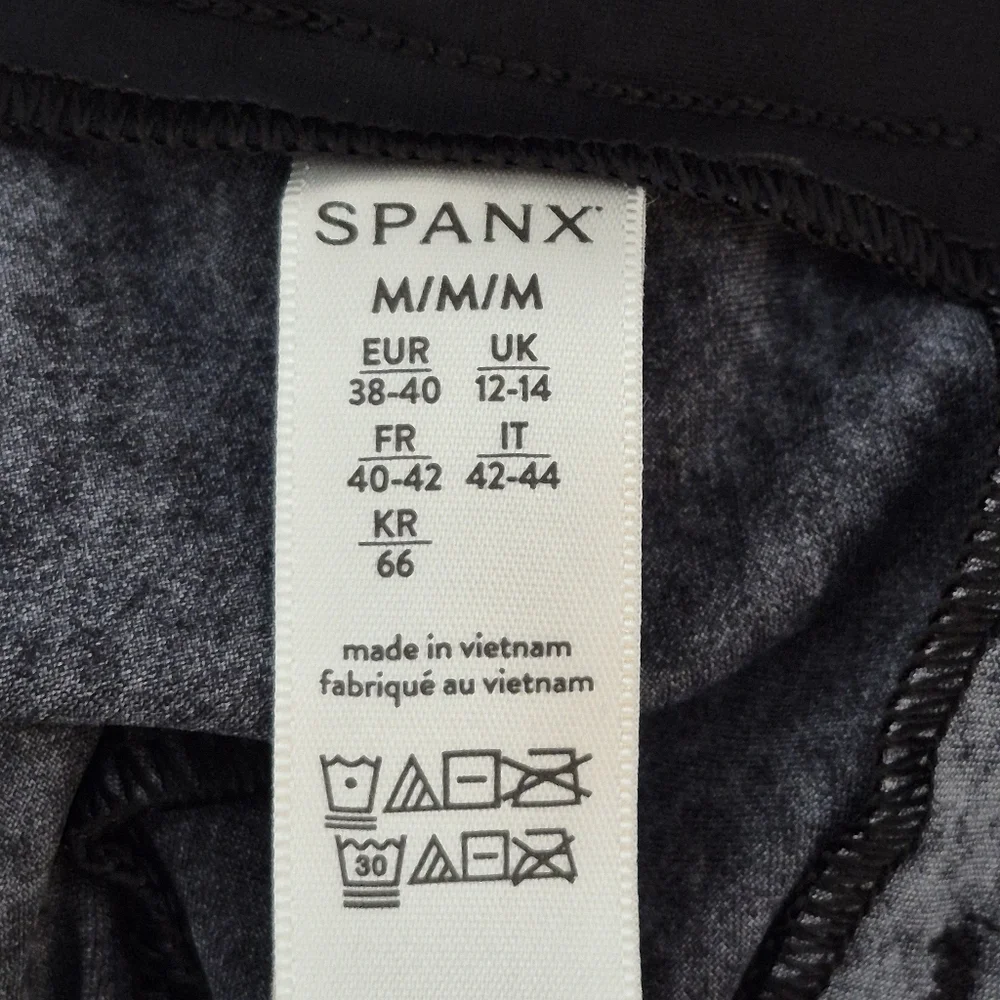 SPANX
M/M/M
EUR UK
38-40 12-14
FR IT
40-42 42-44
KR
66
made in vietnam
fabriqué au vietnam
30